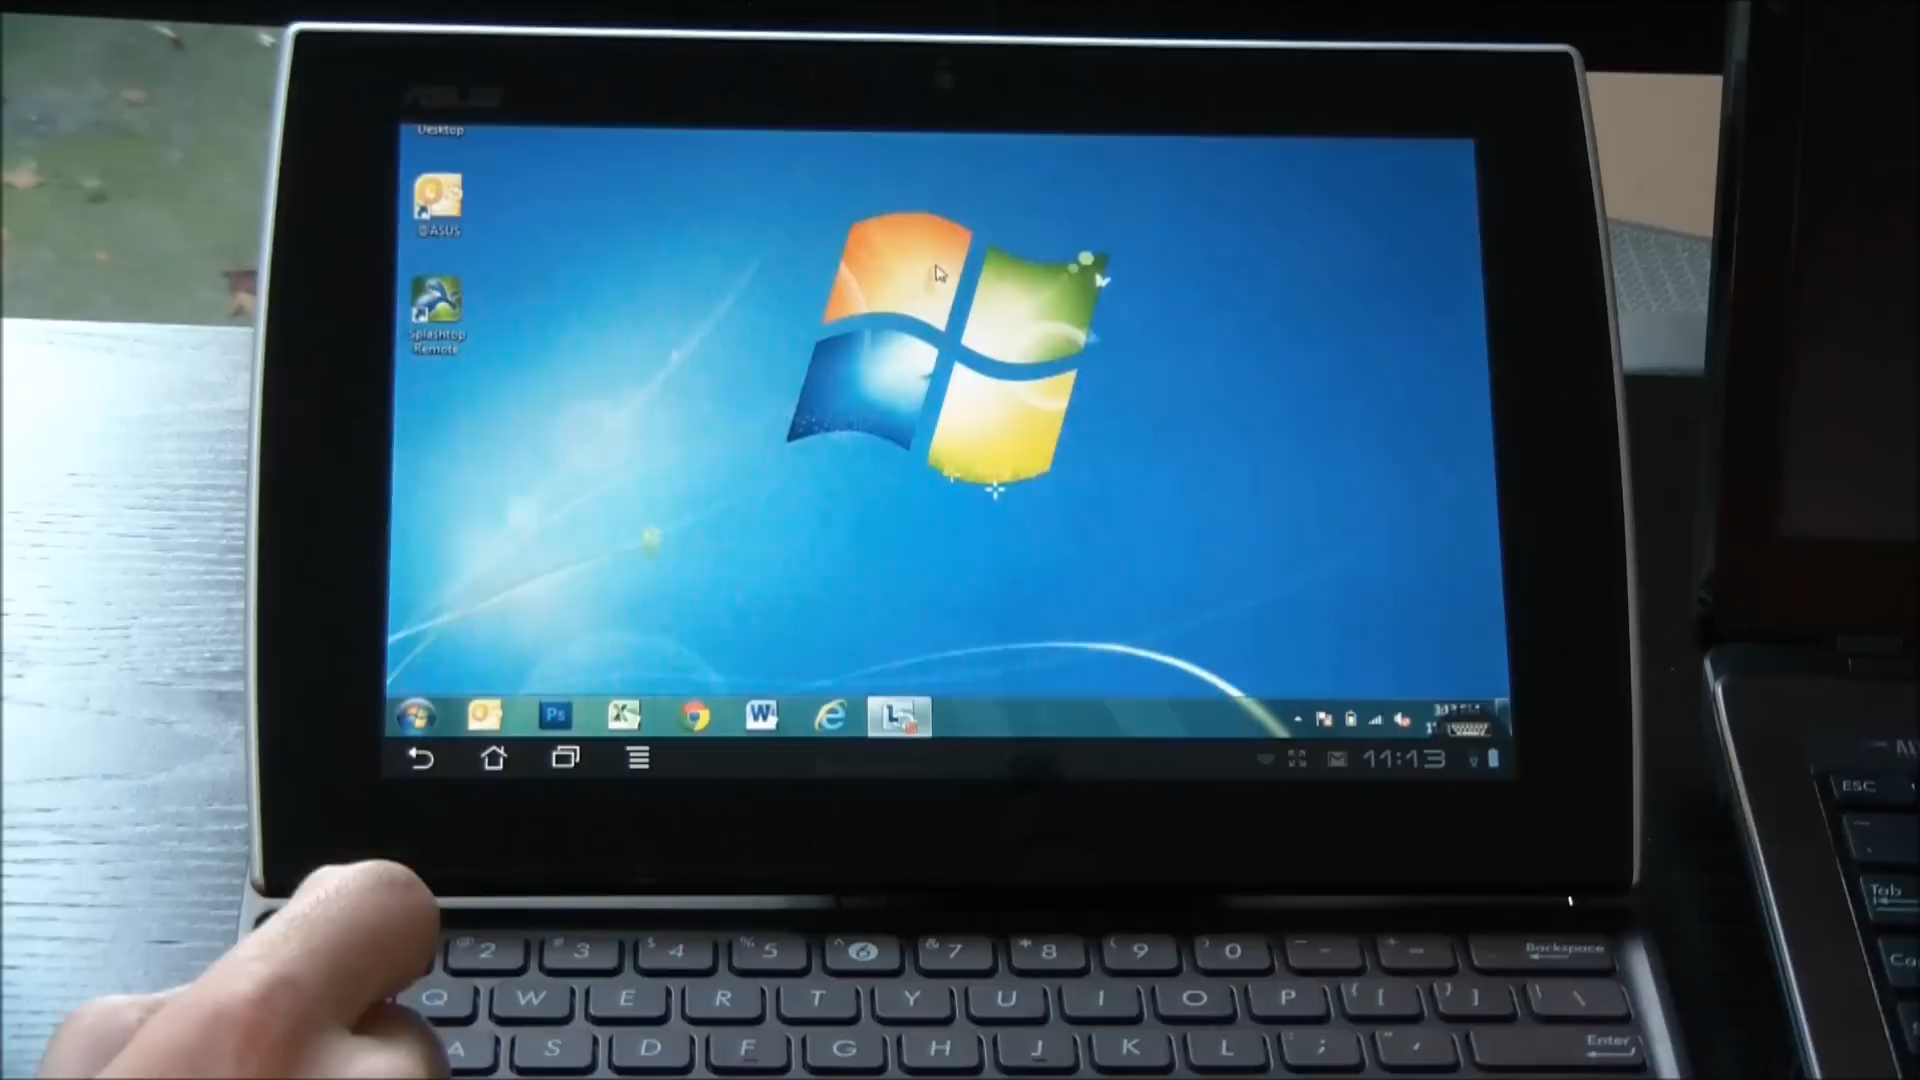 ASUS
Desktop
@ASUS
Splashtop
Remote
Ps
W
11:13
@ 2 # 3 $ 4 % 5 ^ 6 & 7 * 8 ( 9 ) 0 _ - + = Backspace
Q W E R T Y U I O P { [ } ] | \
A S D F G H J K L : ; " ' Enter
ESC
Tab